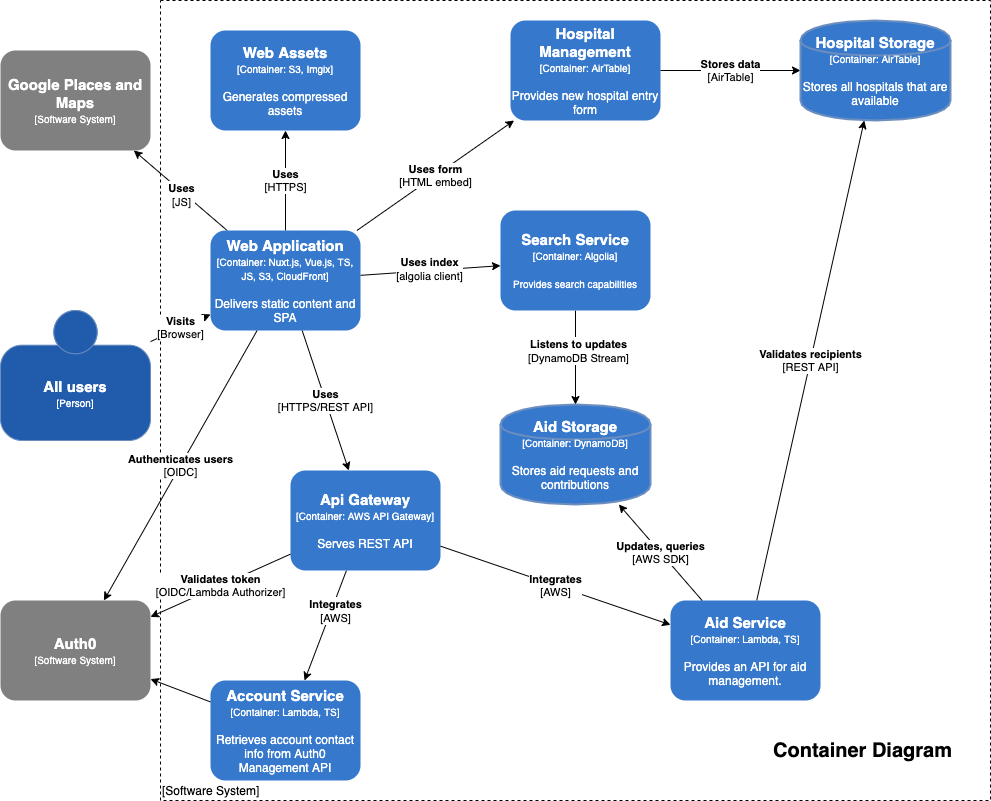 Web Assets
[Container: S3, Imgix]
Generates compressed
assets
Hospital
Management
[Container: AirTable]
Provides new hospital entry
form
Stores data
[AirTable]
Hospital Storage
[Container: AirTable]
Stores all hospitals that are
available
Google Places and
Maps
[Software System]
Uses
[JS]
Uses
[HTTPS]
Uses form
[HTML embed]
Web Application
[Container: Nuxt.js, Vue.js, TS,
JS, S3, CloudFront]
Delivers static content and
SPA
Uses index
[algolia client]
Search Service
[Container: Algolia]
Provides search capabilities
Visits
[Browser]
All users
[Person]
Listens to updates
[DynamoDB Stream]
Validates recipients
[REST API]
Uses
[HTTPS/REST API]
Aid Storage
[Container: DynamoDB]
Stores aid requests and
contributions
Authenticates users
[OIDC]
Api Gateway
[Container: AWS API Gateway]
Serves REST API
Updates, queries
[AWS SDK]
Validates token
[OIDC/Lambda Authorizer]
Integrates
[AWS]
Integrates
[AWS]
Auth0
[Software System]
Aid Service
[Container: Lambda, TS]
Provides an API for aid
management.
Account Service
[Container: Lambda, TS]
Retrieves account contact
info from Auth0
Management API
Container Diagram
[Software System]